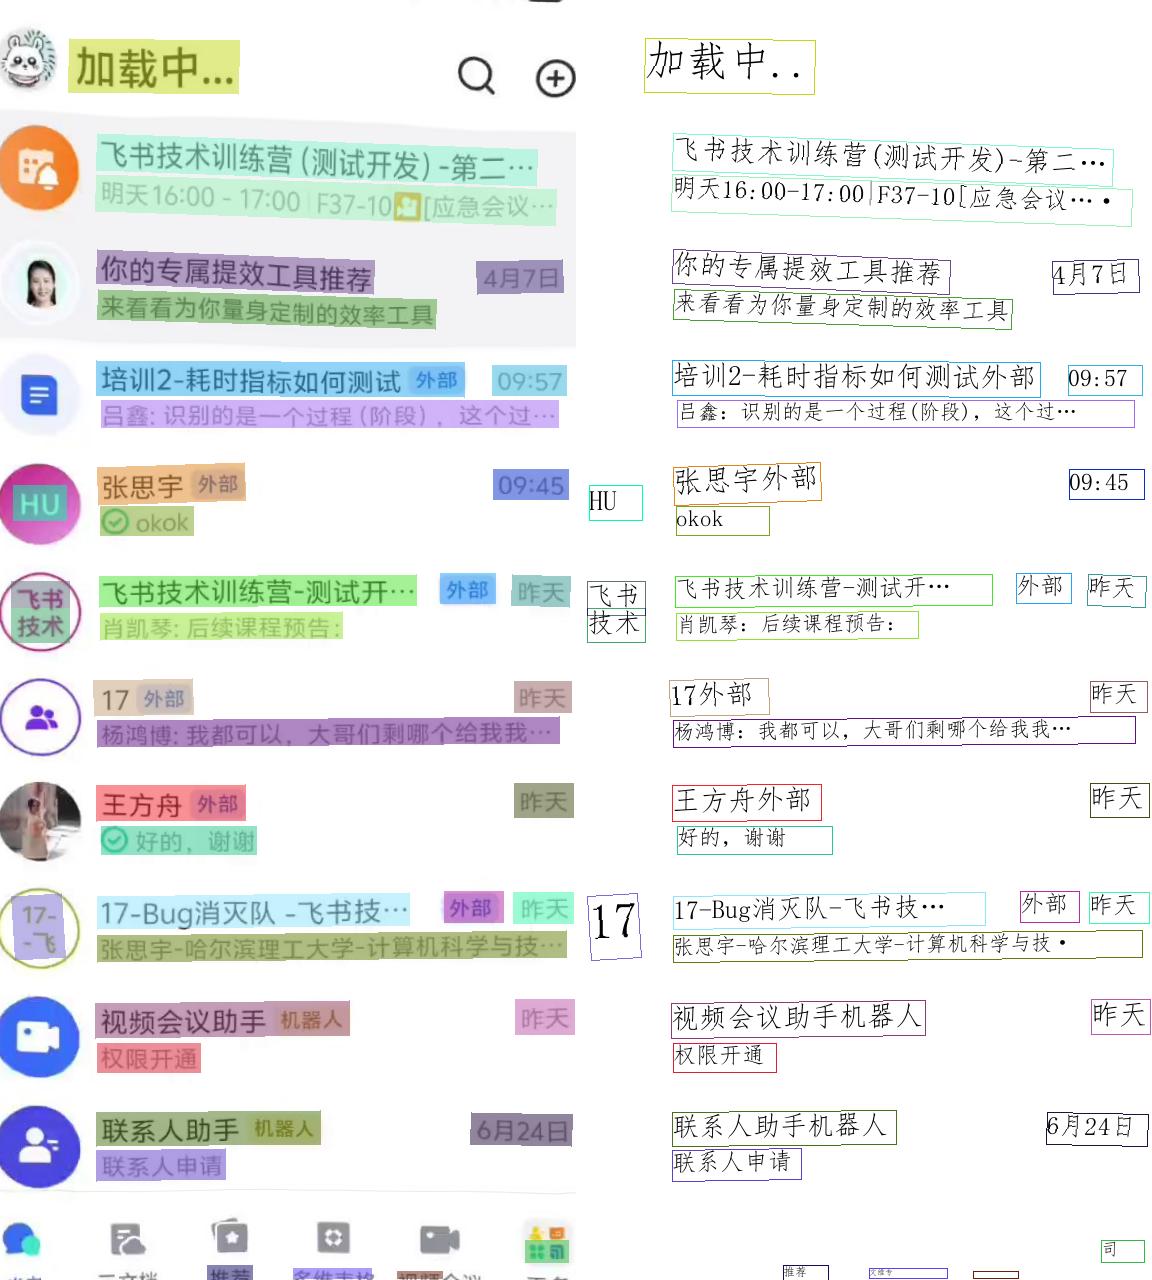 加载中...
飞书技术训练营 (测试开发) -第二…
明天16:00 - 17:00 | F37-10 [应急会议…
你的专属提效工具推荐 4月7日
来看看为你量身定制的效率工具
培训2-耗时指标如何测试 外部 09:57
吕鑫: 识别的是一个过程 (阶段) ，这个过…
HU
张思宇 外部 09:45
okok
飞书
技术
飞书技术训练营-测试开… 外部 昨天
肖凯琴: 后续课程预告:
17 外部 昨天
杨鸿博: 我都可以，大哥们剩哪个给我我…
王方舟 外部 昨天
好的，谢谢
17-
-飞
17-Bug消灭队 -飞书技… 外部 昨天
张思宇-哈尔滨理工大学-计算机科学与技…
视频会议助手 机器人 昨天
权限开通
联系人助手 机器人 6月24日
联系人申请
加载中..
飞书技术训练营(测试开发)-第二…
明天16:00-17:00|F37-10[应急会议…•
你的专属提效工具推荐 4月7日
来看看为你量身定制的效率工具
培训2-耗时指标如何测试外部 09:57
吕鑫: 识别的是一个过程(阶段), 这个过…
HU
张思宇外部 09:45
okok
飞书
技术
飞书技术训练营-测试开… 外部 昨天
肖凯琴: 后续课程预告:
17外部 昨天
杨鸿博: 我都可以, 大哥们剩哪个给我我…
王方舟外部 昨天
好的, 谢谢
17
17-Bug消灭队-飞书技… 外部 昨天
张思宇-哈尔滨理工大学-计算机科学与技•
视频会议助手机器人 昨天
权限开通
联系人助手机器人 6月24日
联系人申请
司
推荐